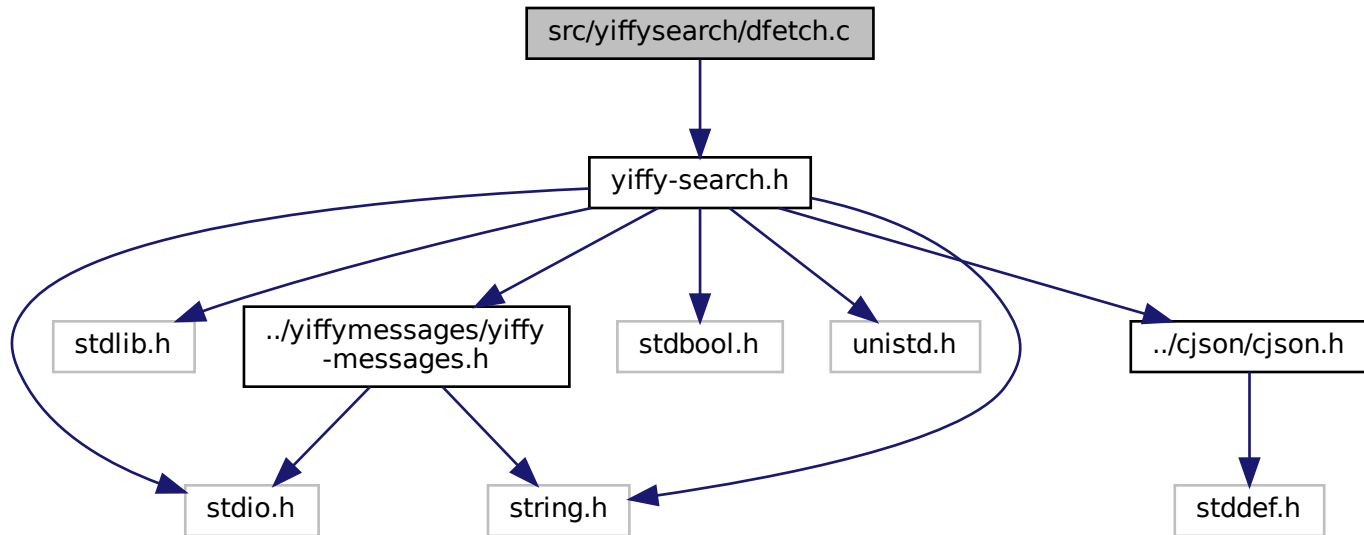 src/yiffysearch/dfetch.c
yiffy-search.h
stdlib.h
../yiffymessages/yiffy
-messages.h
stdbool.h
unistd.h
../cjson/cjson.h
stdio.h
string.h
stddef.h